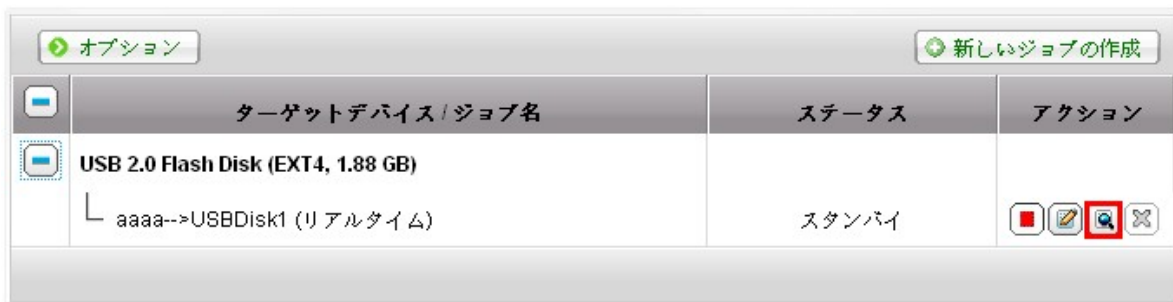 オプション
新しいジョブの作成
ターゲットデバイス/ジョブ名 ステータス アクション
USB 2.0 Flash Disk (EXT4, 1.88 GB)
aaaa-->USBDisk1 (リアルタイム) スタンバイ